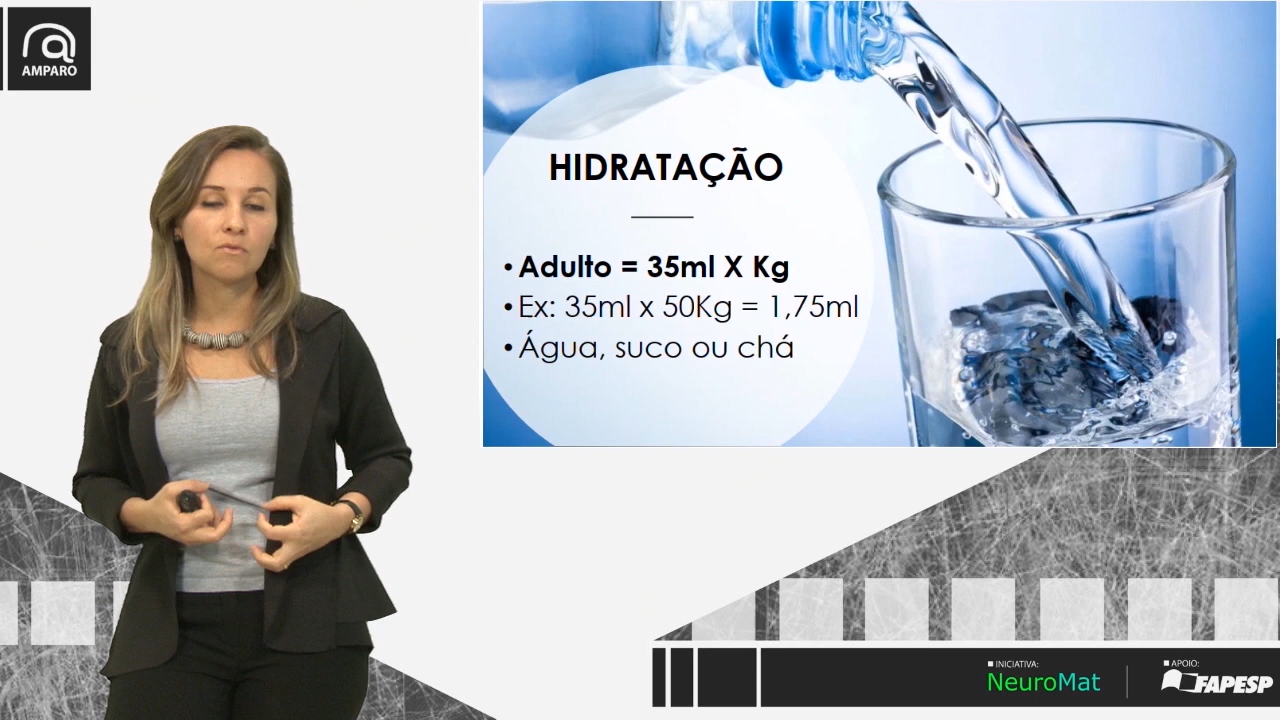 AMPARO
HIDRATAÇÃO
• Adulto = 35ml X Kg
• Ex: 35ml x 50Kg = 1,75ml
• Água, suco ou chá
INICIATIVA:
NeuroMat
APOIO:
FAPESP